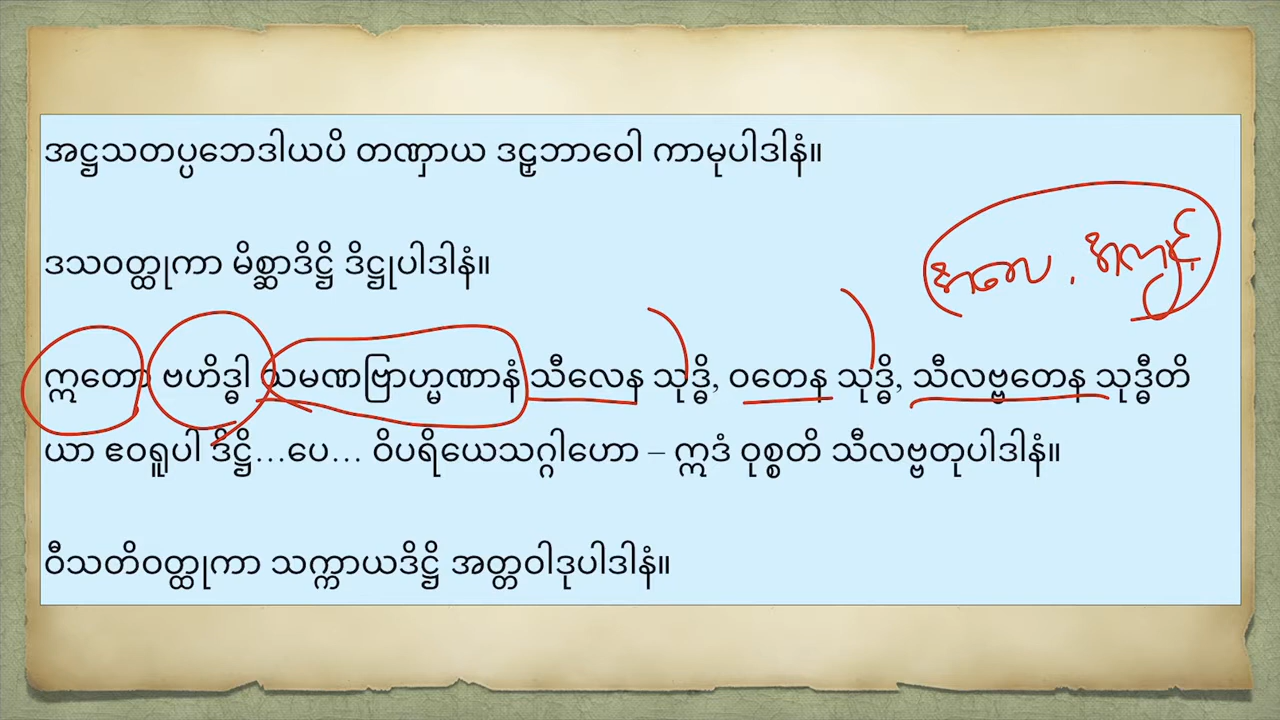 အဋ္ဌသတပ္ပဘေဒါယပိ တဏှာယ ဒဠှဘာဝေါ ကာမုပါဒါနံ။
ဒသဝတ္ထုကာ မိစ္ဆာဒိဋ္ဌိ ဒိဋ္ဌုပါဒါနံ။
အလေ့, အကျင့်
ဣတော ဗဟိဒ္ဓါ သမဏဗြာဟ္မဏာနံ သီလေန သုဒ္ဓိ, ဝတေန သုဒ္ဓိ, သီလဗ္ဗတေန သုဒ္ဓီတိ
ယာ ဧဝရူပါ ဒိဋ္ဌိ…ပေ… ဝိပရိယေသဂ္ဂါဟော – ဣဒံ ဝုစ္စတိ သီလဗ္ဗတုပါဒါနံ။
ဝီသတိဝတ္ထုကာ သက္ကာယဒိဋ္ဌိ အတ္တဝါဒုပါဒါနံ။